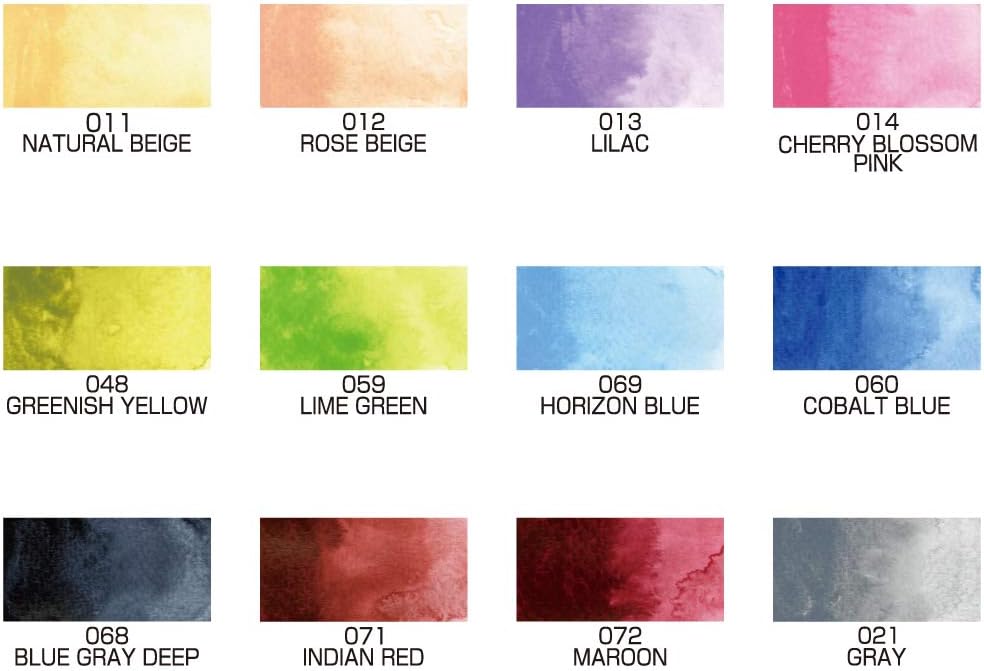 011
NATURAL BEIGE
012
ROSE BEIGE
013
LILAC
014
CHERRY BLOSSOM
PINK
048
GREENISH YELLOW
059
LIME GREEN
069
HORIZON BLUE
060
COBALT BLUE
068
BLUE GRAY DEEP
071
INDIAN RED
072
MAROON
021
GRAY